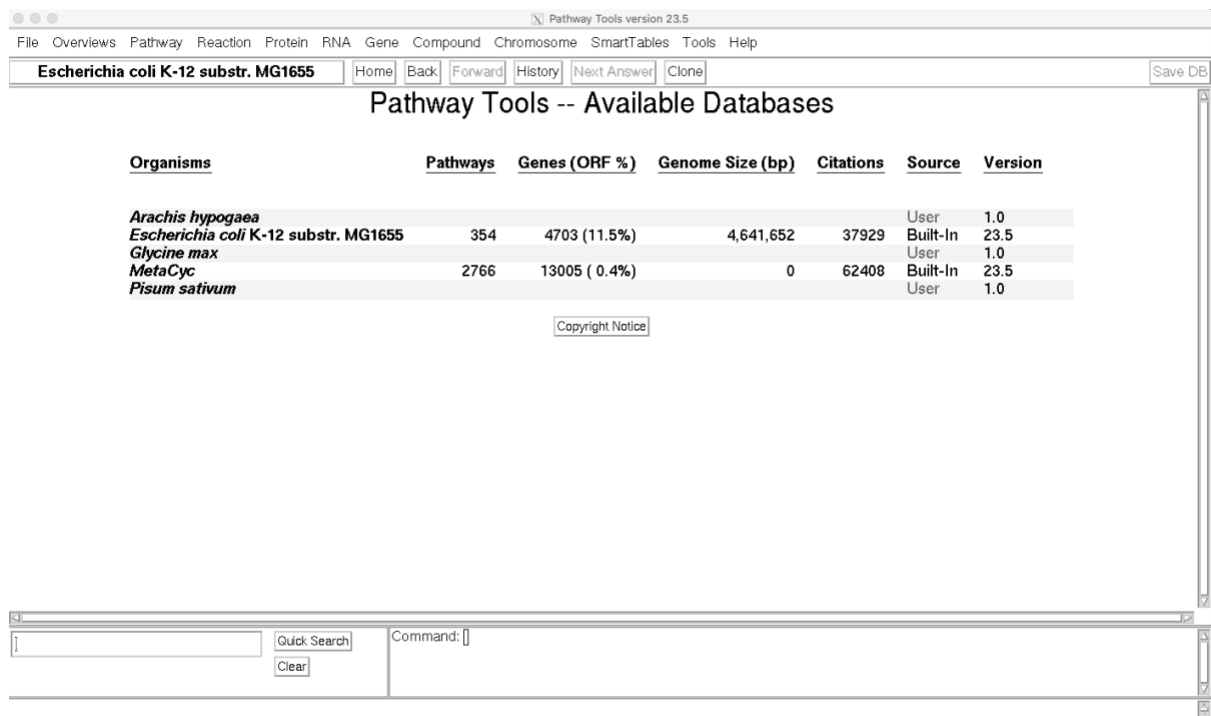 Pathway Tools version 23.5
File Overviews Pathway Reaction Protein RNA Gene Compound Chromosome SmartTables Tools Help
Escherichia coli K-12 substr. MG1655 Home Back Forward History Next Answer Clone Save DB
Pathway Tools -- Available Databases
Organisms Pathways Genes (ORF %) Genome Size (bp) Citations Source Version
Arachis hypogaea User 1.0
Escherichia coli K-12 substr. MG1655 354 4703 (11.5%) 4,641,652 37929 Built-In 23.5
Glycine max User 1.0
MetaCyc 2766 13005 ( 0.4%) 0 62408 Built-In 23.5
Pisum sativum User 1.0
Copyright Notice
Quick Search Command:
Clear